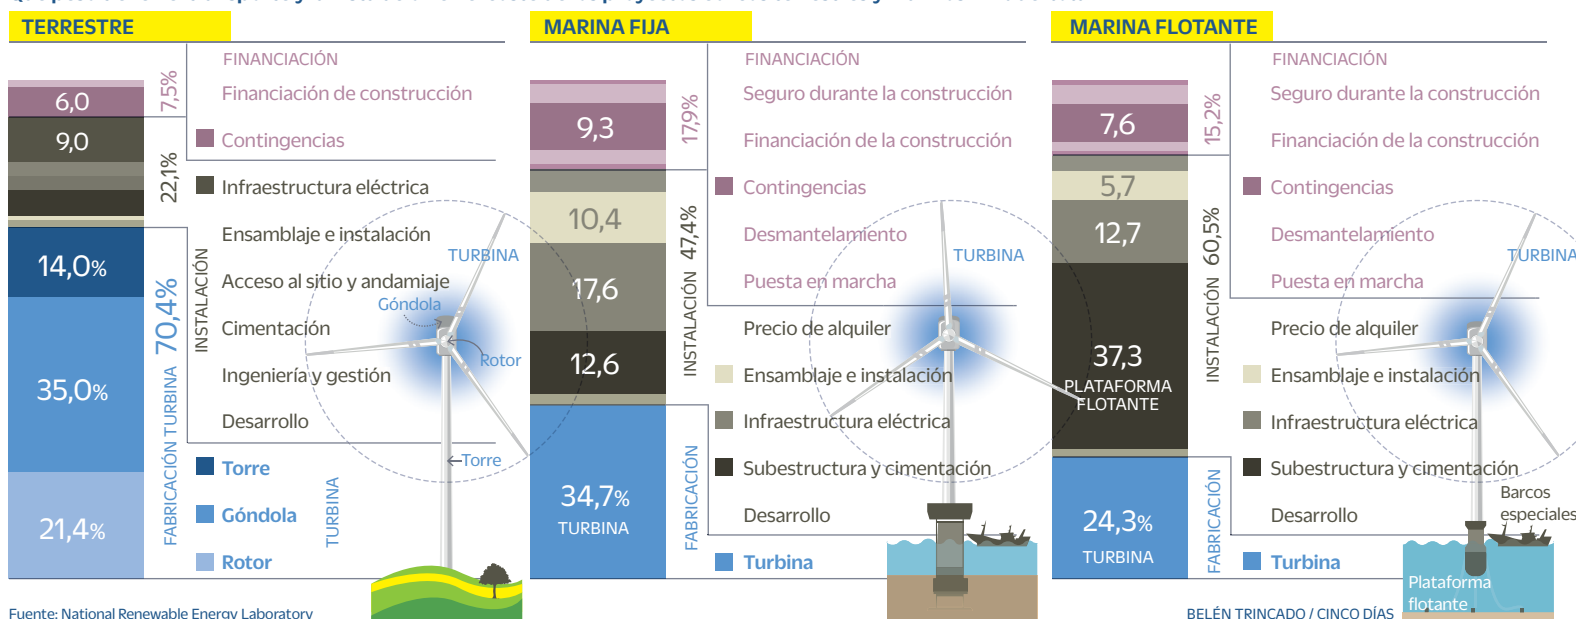 TERRESTRE
6,0
9,0
14,0%
35,0%
21,4%
7,5%
22,1%
INSTALACIÓN
FABRICACIÓN TURBINA 70,4%
FINANCIACIÓN
Financiación de construcción
Contingencias
Infraestructura eléctrica
Ensamblaje e instalación
Acceso al sitio y andamiaje
Cimentación
Ingeniería y gestión
Desarrollo
Torre
Góndola
Rotor
TURBINA
TURBINA
Góndola
Rotor
Torre
MARINA FIJA
9,3
10,4
17,6
12,6
34,7%
TURBINA
17,9%
INSTALACIÓN 47,4%
FABRICACIÓN
FINANCIACIÓN
Seguro durante la construcción
Financiación de la construcción
Contingencias
Desmantelamiento
Puesta en marcha
Precio de alquiler
Ensamblaje e instalación
Infraestructura eléctrica
Subestructura y cimentación
Desarrollo
Turbina
TURBINA
MARINA FLOTANTE
7,6
5,7
12,7
37,3
PLATAFORMA
FLOTANTE
24,3%
TURBINA
15,2%
INSTALACIÓN 60,5%
FABRICACIÓN
FINANCIACIÓN
Seguro durante la construcción
Financiación de la construcción
Contingencias
Desmantelamiento
Puesta en marcha
Precio de alquiler
Ensamblaje e instalación
Infraestructura eléctrica
Subestructura y cimentación
Desarrollo
Turbina
TURBINA
Barcos
especiales
Plataforma
flotante
Fuente: National Renewable Energy Laboratory
BELÉN TRINCADO / CINCO DÍAS